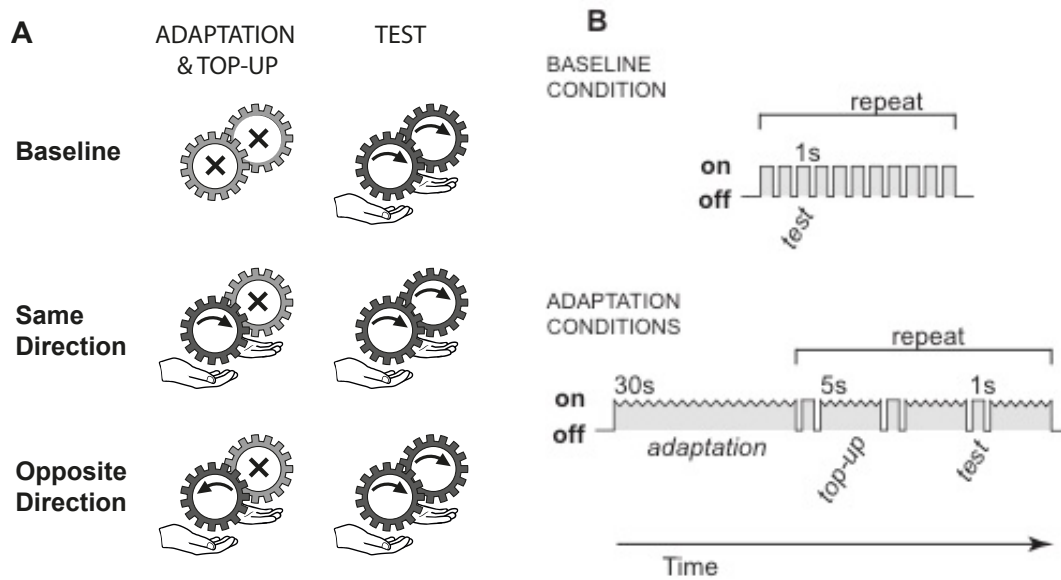 A
ADAPTATION
& TOP-UP
TEST
Baseline
Same
Direction
Opposite
Direction
B
BASELINE
CONDITION
repeat
1s
on
off
test
ADAPTATION
CONDITIONS
repeat
30s
5s
1s
on
off
adaptation
top-up
test
Time